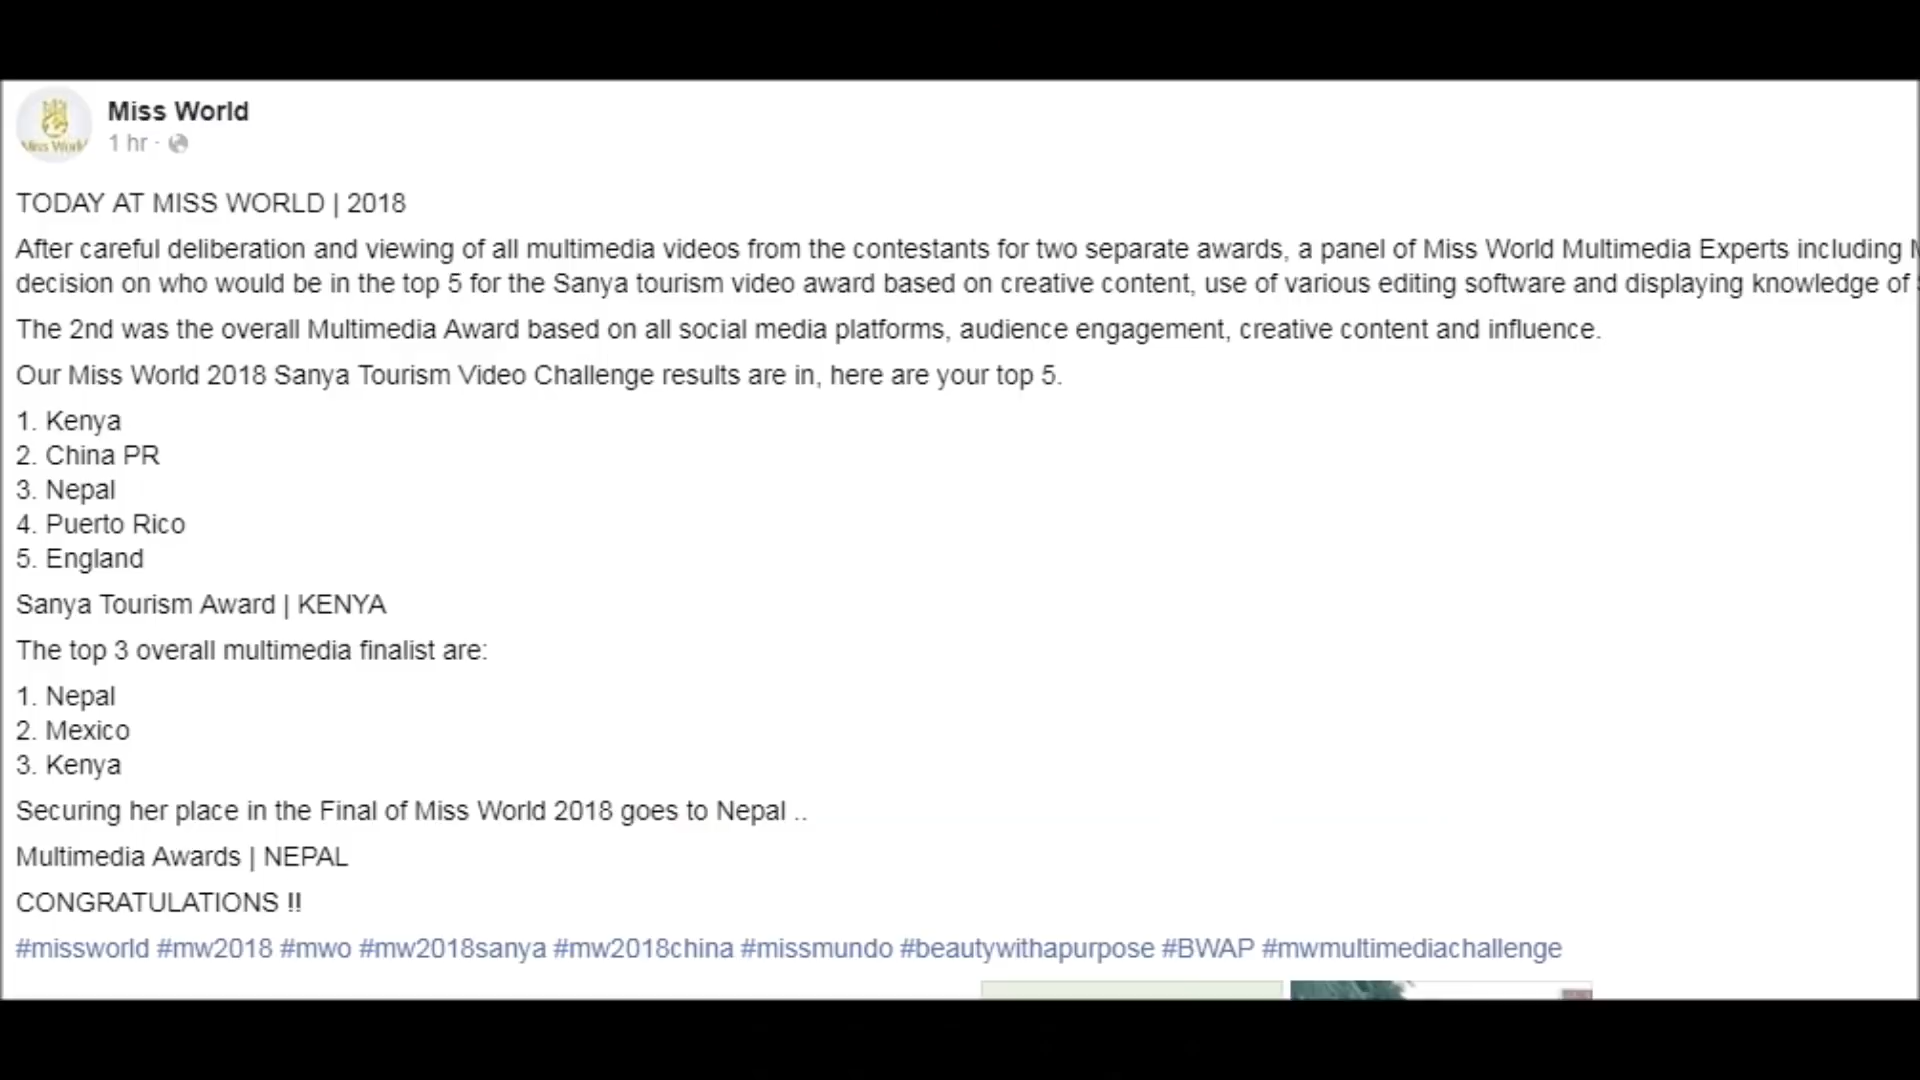 Miss World
Miss World
1 hr ·
TODAY AT MISS WORLD | 2018
After careful deliberation and viewing of all multimedia videos from the contestants for two separate awards, a panel of Miss World Multimedia Experts including
decision on who would be in the top 5 for the Sanya tourism video award based on creative content, use of various editing software and displaying knowledge of
The 2nd was the overall Multimedia Award based on all social media platforms, audience engagement, creative content and influence.
Our Miss World 2018 Sanya Tourism Video Challenge results are in, here are your top 5.
1. Kenya
2. China PR
3. Nepal
4. Puerto Rico
5. England
Sanya Tourism Award | KENYA
The top 3 overall multimedia finalist are:
1. Nepal
2. Mexico
3. Kenya
Securing her place in the Final of Miss World 2018 goes to Nepal ..
Multimedia Awards | NEPAL
CONGRATULATIONS !!
#missworld #mw2018 #mwo #mw2018sanya #mw2018china #missmundo #beautywithapurpose #BWAP #mwmultimediachallenge